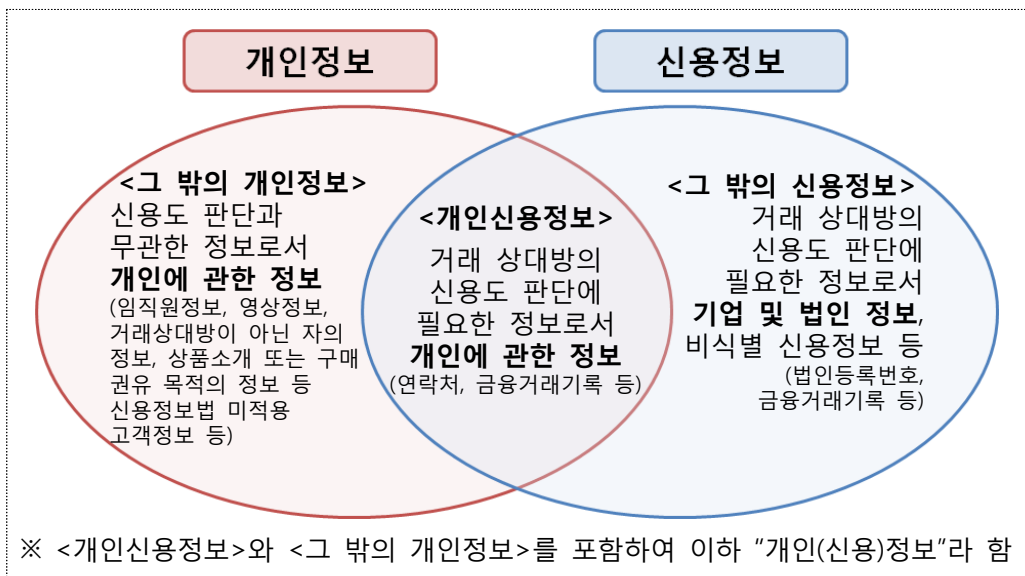 개인정보
신용정보
<그 밖의 개인정보>
신용도 판단과
무관한 정보로서
개인에 관한 정보
(임직원정보, 영상정보,
거래상대방이 아닌 자의
정보, 상품소개 또는 구매
권유 목적의 정보 등
신용정보법 미적용
고객정보 등)
<개인신용정보>
거래 상대방의
신용도 판단에
필요한 정보로서
개인에 관한 정보
(연락처, 금융거래기록 등)
<그 밖의 신용정보>
거래 상대방의
신용도 판단에
필요한 정보로서
기업 및 법인 정보,
비식별 신용정보 등
(법인등록번호,
금융거래기록 등)
※ <개인신용정보>와 <그 밖의 개인정보>를 포함하여 이하 "개인(신용)정보"라 함